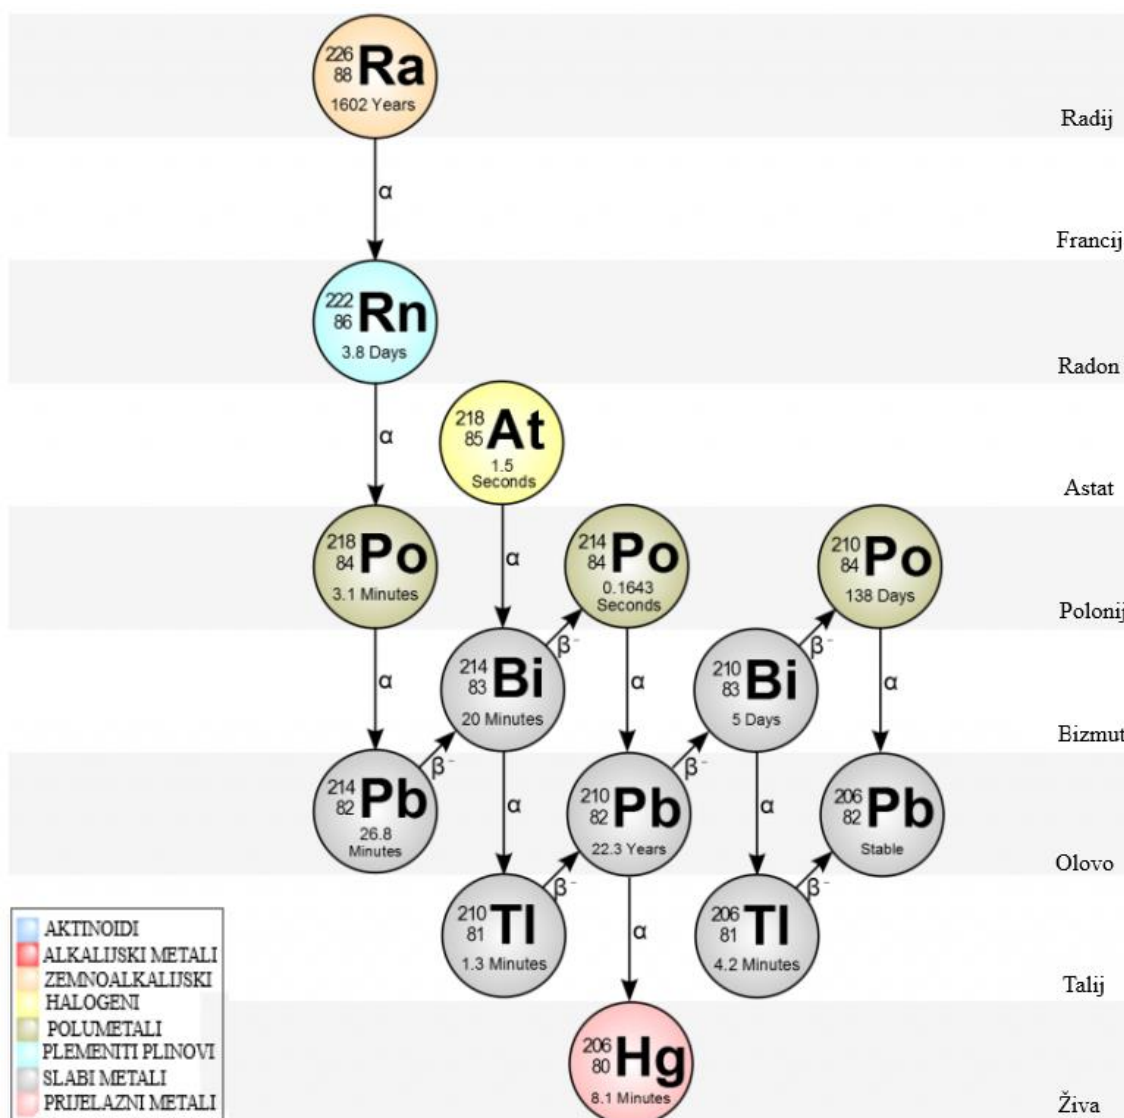 226
88 Ra
1602 Years
Radij
α
Francij
222
86 Rn
3.8 Days
Radon
α
218
85 At
1.5
Seconds
Astat
218
84 Po
3.1 Minutes
α
214
84 Po
0.1643
Seconds
210
84 Po
138 Days
Polonij
α
214
83 Bi
20 Minutes
β⁻
α
210
83 Bi
5 Days
β⁻
α
Bizmut
214
82 Pb
26.8
Minutes
β⁻
α
210
82 Pb
22.3 Years
β⁻
α
206
82 Pb
Stable
Olovo
210
81 Tl
1.3 Minutes
β⁻
α
206
81 Tl
4.2 Minutes
β⁻
Talij
206
80 Hg
8.1 Minutes
Živa
AKTINOIDI
ALKALIJSKI METALI
ZEMNOALKALIJSKI
HALOGENI
POLUMETALI
PLEMENITI PLINOVI
SLABI METALI
PRIJELAZNI METALI